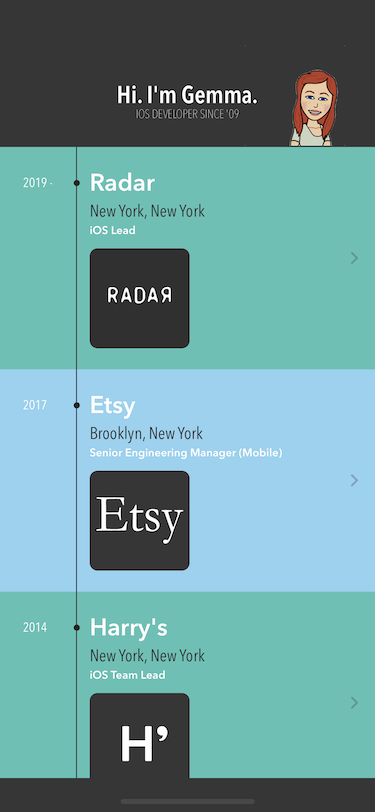 Hi. I'm Gemma.
IOS DEVELOPER SINCE '09
2019 -
Radar
New York, New York
iOS Lead
RADAR
2017
Etsy
Brooklyn, New York
Senior Engineering Manager (Mobile)
Etsy
2014
Harry's
New York, New York
iOS Team Lead
H’